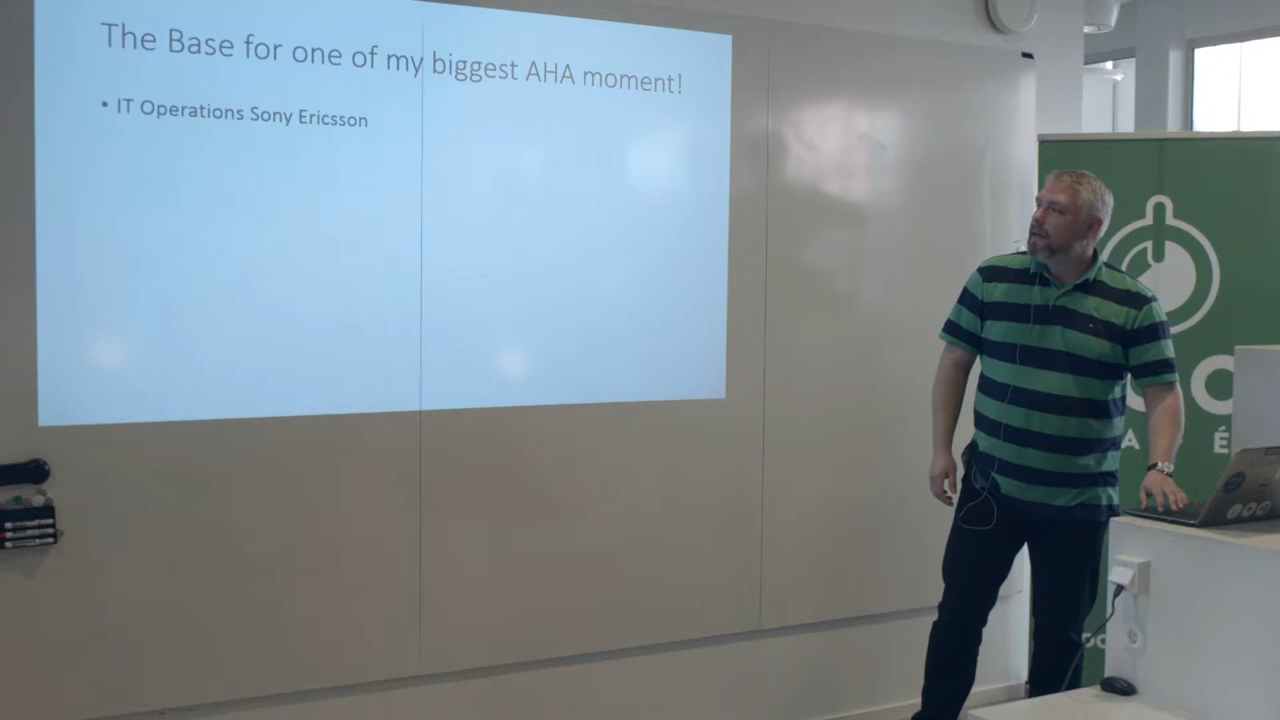 The Base for one of my biggest AHA moment!
• IT Operations Sony Ericsson